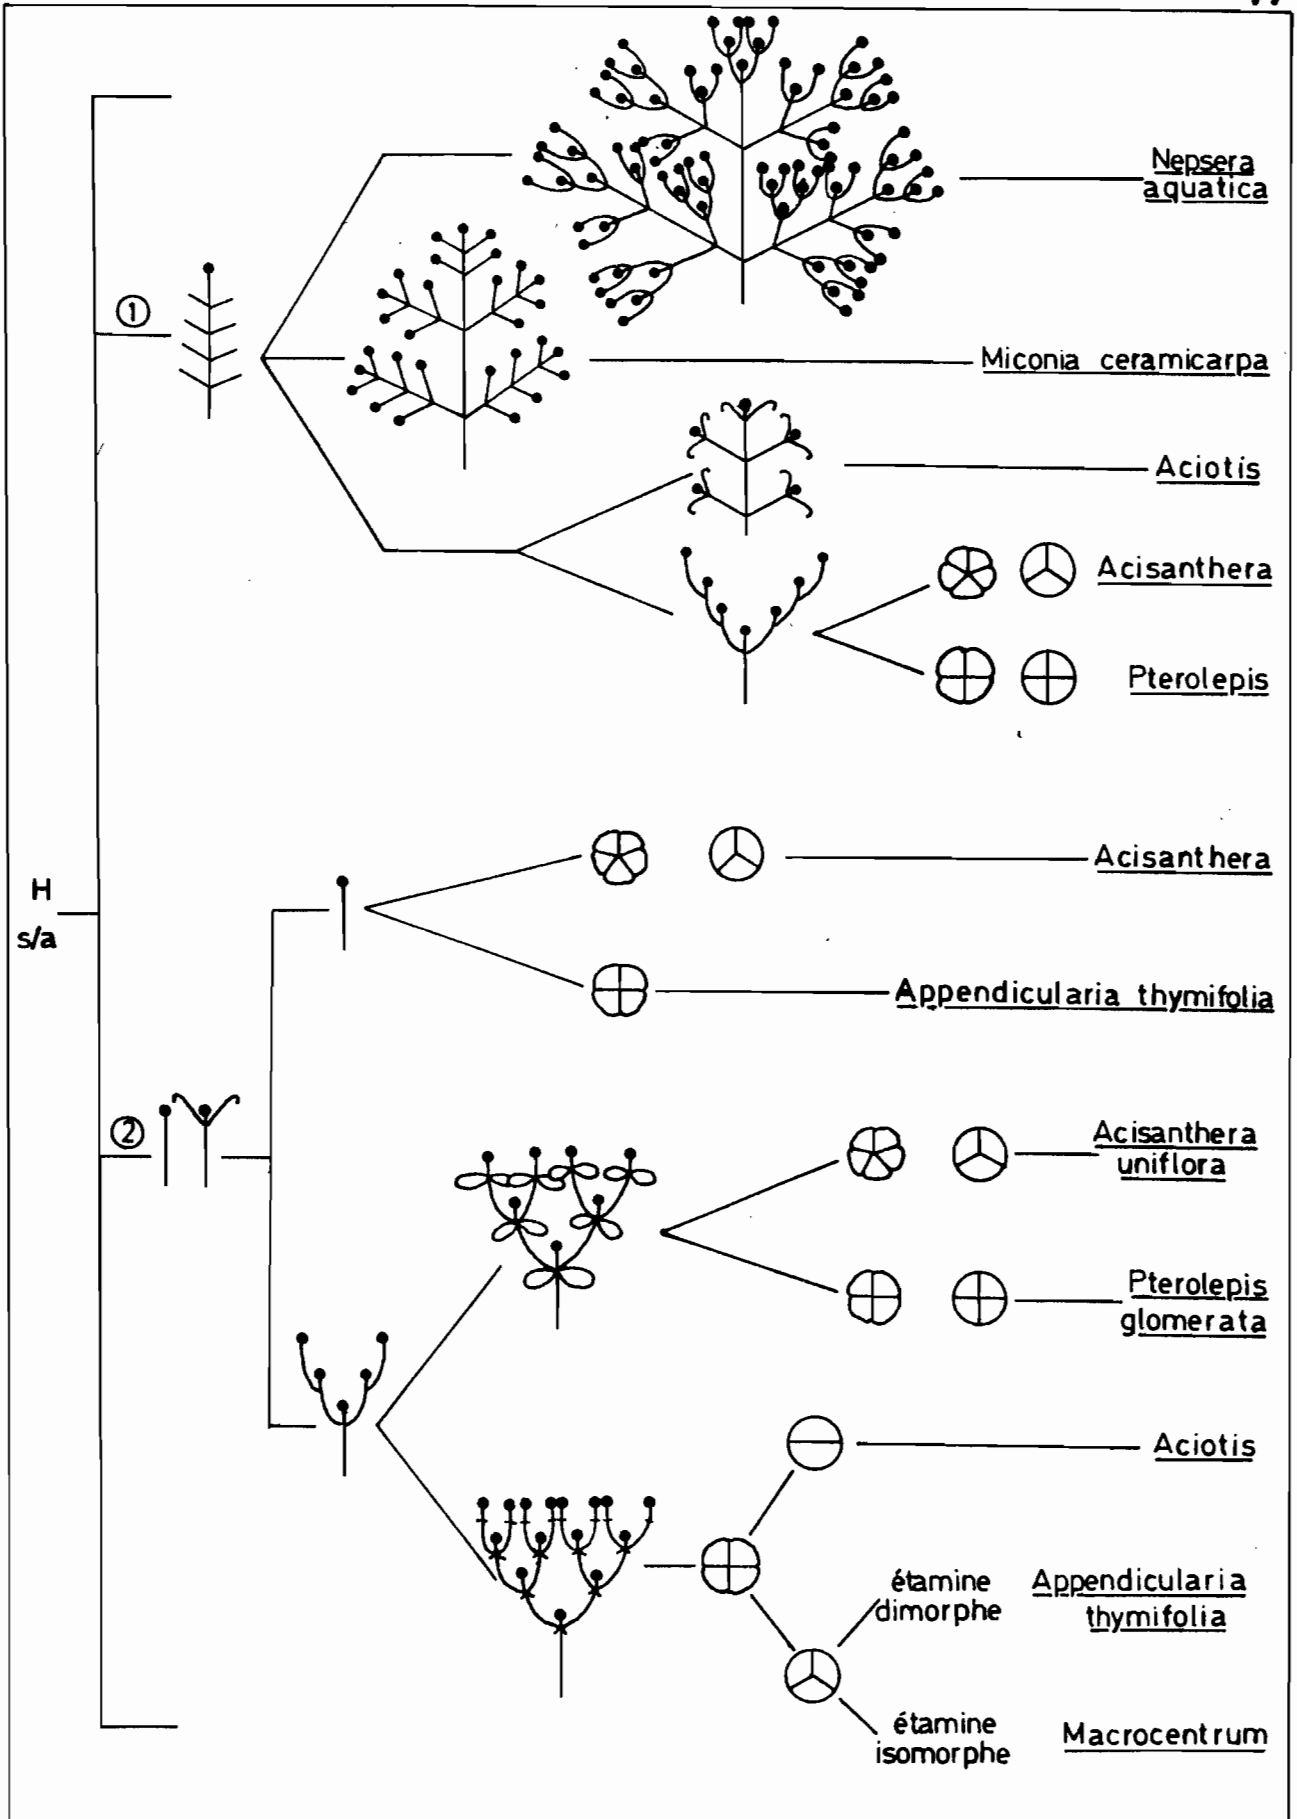 Nepsera
aquatica
①
Miconia ceramicarpa
Aciotis
Acisanthera
Pterolepis
Acisanthera
H
s/a
Appendicularia thymifolia
②
Acisanthera
uniflora
Pterolepis
glomerata
Aciotis
étamine
dimorphe
Appendicularia
thymifolia
étamine
isomorphe
Macrocentrum